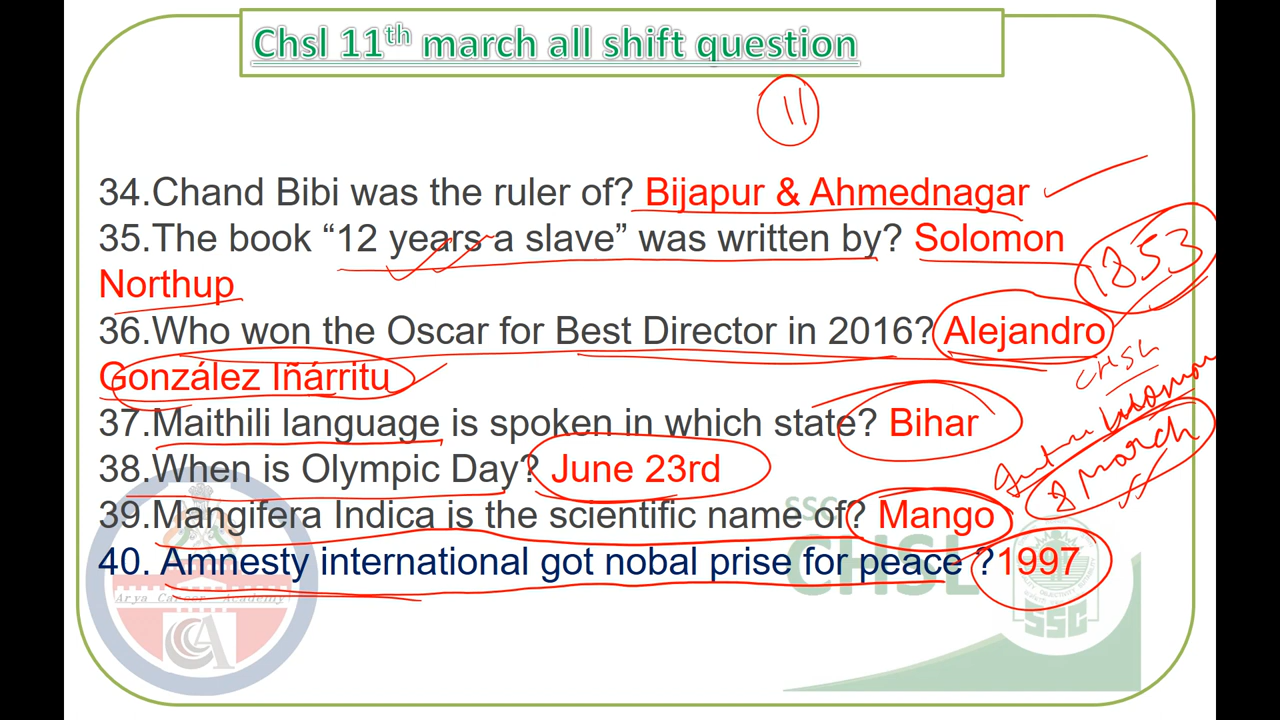 Chsl 11th march all shift question
11
34.Chand Bibi was the ruler of? Bijapur & Ahmednagar
35.The book “12 years a slave” was written by? Solomon
Northup
1853
36.Who won the Oscar for Best Director in 2016? Alejandro
González Iñárritu
CHSL
37.Maithili language is spoken in which state? Bihar
8 March
38.When is Olympic Day? June 23rd
SSC
39.Mangifera Indica is the scientific name of? Mango
CHSL
40. Amnesty international got nobal prise for peace ?1997
Arya Career Academy
SSC